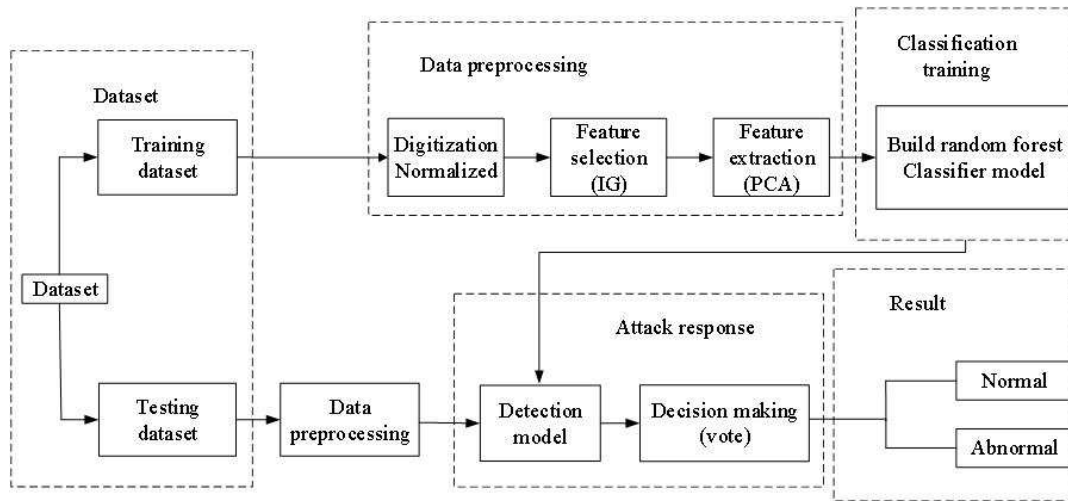 Dataset
Training
dataset
Dataset
Testing
dataset
Data preprocessing
Digitization
Normalized
Feature
selection
(IG)
Feature
extraction
(PCA)
Classification
training
Build random forest
Classifier model
Data
preprocessing
Attack response
Detection
model
Decision making
(vote)
Result
Normal
Abnormal